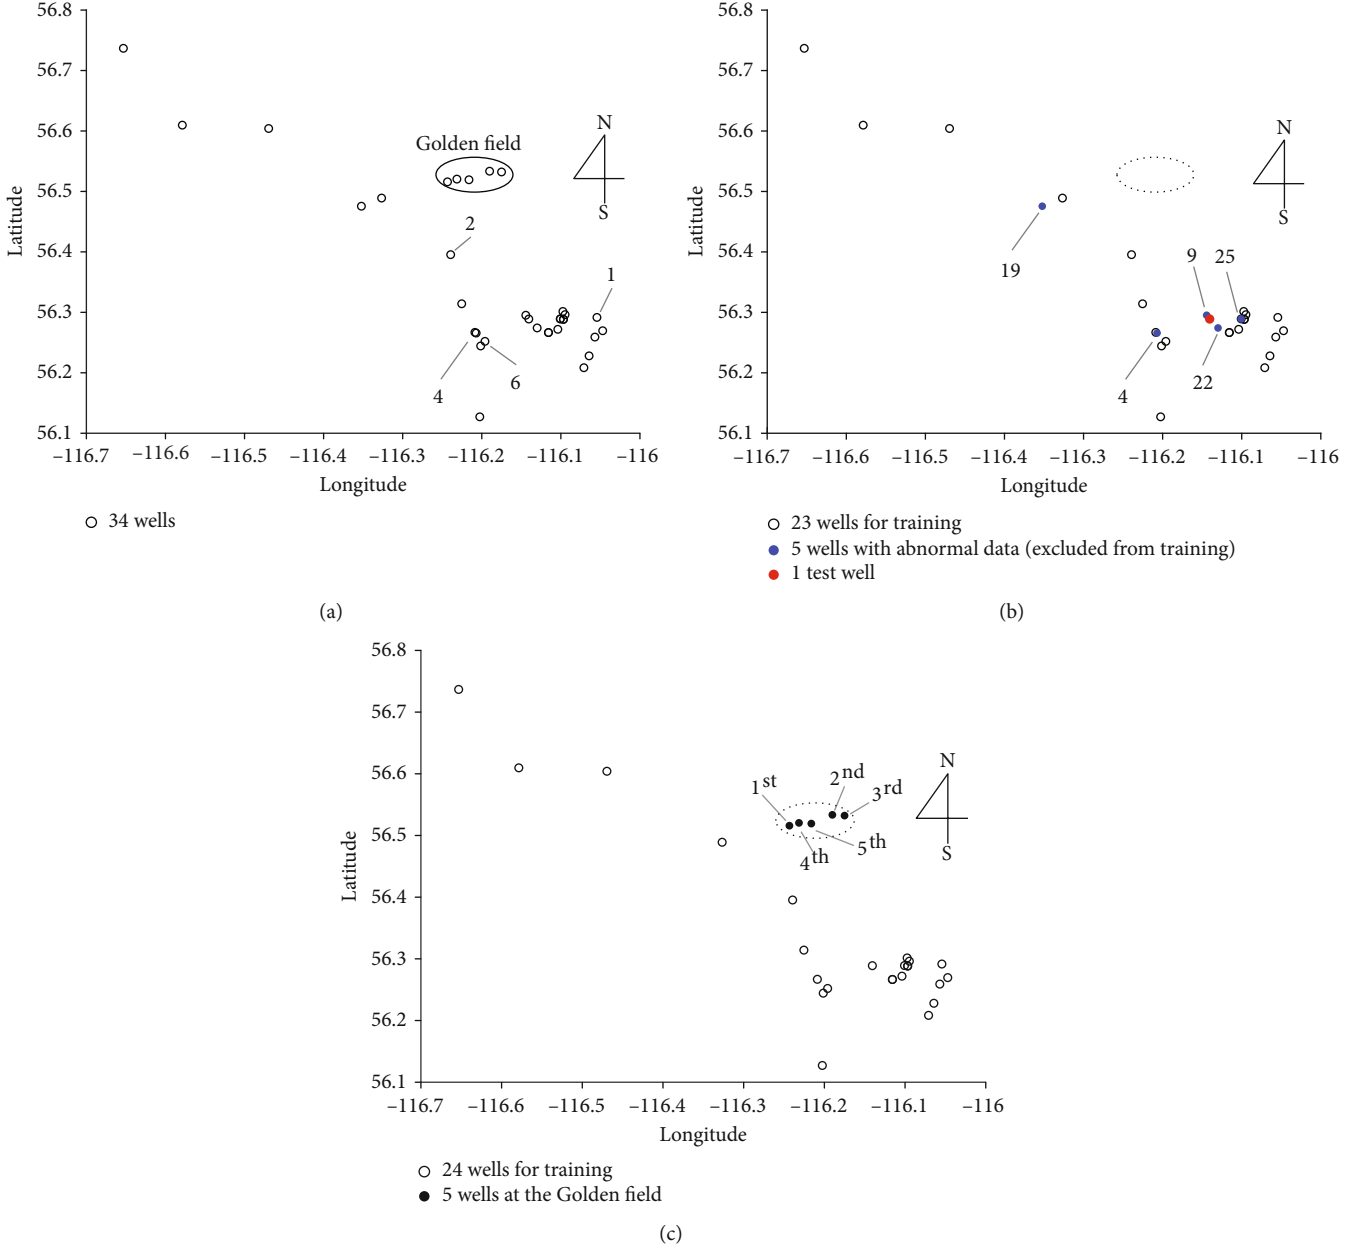 56.8
56.7
56.6
56.5
56.4
56.3
56.2
56.1
Latitude
−116.7 −116.6 −116.5 −116.4 −116.3 −116.2 −116.1 −116
Longitude
Golden field
N
S
2
1
4
6
34 wells
(a)
56.8
56.7
56.6
56.5
56.4
56.3
56.2
56.1
Latitude
−116.7 −116.6 −116.5 −116.4 −116.3 −116.2 −116.1 −116
Longitude
N
S
19
9
25
4
22
23 wells for training
5 wells with abnormal data (excluded from training)
1 test well
(b)
56.8
56.7
56.6
56.5
56.4
56.3
56.2
56.1
Latitude
−116.7 −116.6 −116.5 −116.4 −116.3 −116.2 −116.1 −116
Longitude
N
S
1st
2nd
3rd
4th
5th
24 wells for training
5 wells at the Golden field
(c)